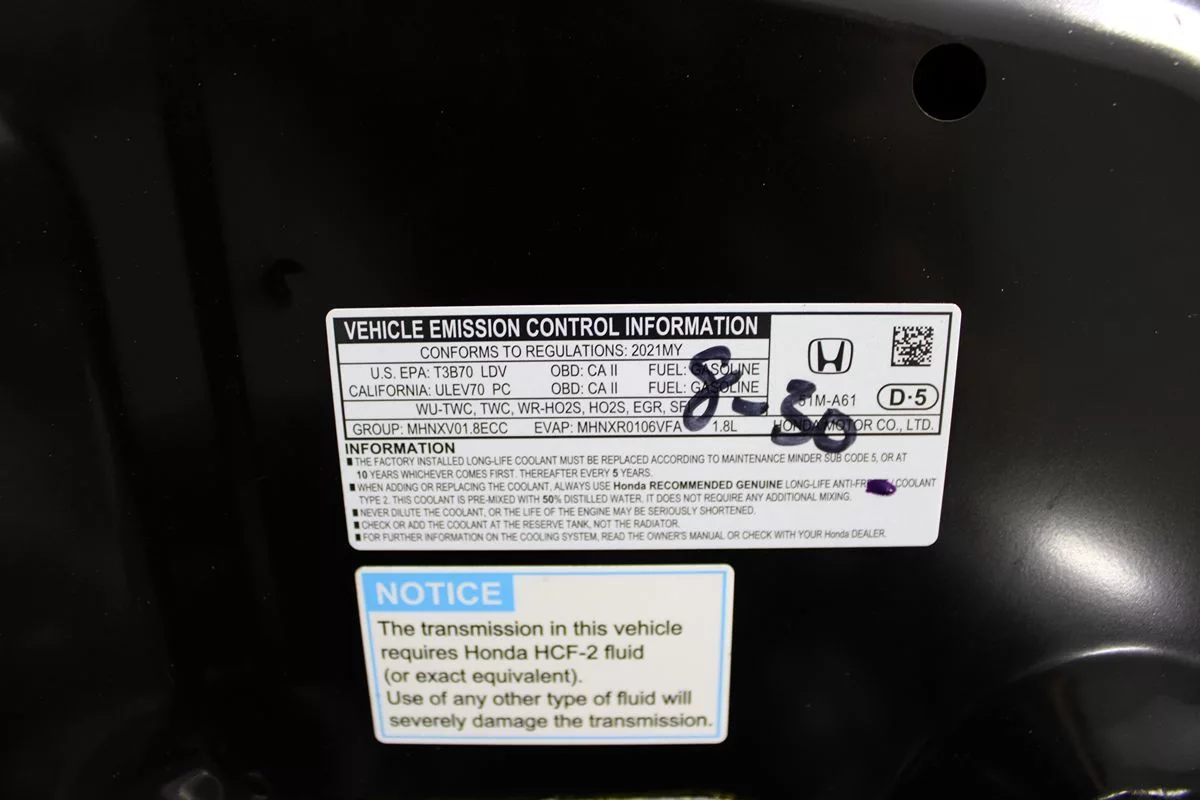 VEHICLE EMISSION CONTROL INFORMATION
CONFORMS TO REGULATIONS: 2021MY
U.S. EPA: T3B70 LDV OBD: CA II FUEL: GASOLINE
CALIFORNIA: ULEV70 PC OBD: CA II FUEL: GASOLINE
WU-TWC, TWC, WR-HO2S, HO2S, EGR, SFI
GROUP: MHNXV01.8ECC EVAP: MHNXR0106VFA 1.8L
51M-A61 D·5
HONDA MOTOR CO., LTD.
8-30
INFORMATION
■ THE FACTORY INSTALLED LONG-LIFE COOLANT MUST BE REPLACED ACCORDING TO MAINTENANCE MINDER SUB CODE 5, OR AT
10 YEARS WHICHEVER COMES FIRST. THEREAFTER EVERY 5 YEARS.
■ WHEN ADDING OR REPLACING THE COOLANT, ALWAYS USE Honda RECOMMENDED GENUINE LONG-LIFE COOLANT
TYPE 2. THIS COOLANT IS PRE-MIXED WITH 50% DISTILLED WATER. IT DOES NOT REQUIRE ANY ADDITIONAL MIXING.
■ NEVER DILUTE THE COOLANT, OR THE LIFE OF THE ENGINE MAY BE SERIOUSLY SHORTENED.
■ CHECK OR ADD THE COOLANT AT THE RESERVE TANK, NOT THE RADIATOR.
■ FOR FURTHER INFORMATION ON THE COOLING SYSTEM, READ THE OWNER'S MANUAL OR CHECK WITH YOUR Honda DEALER.
NOTICE
The transmission in this vehicle
requires Honda HCF-2 fluid
(or exact equivalent).
Use of any other type of fluid will
severely damage the transmission.